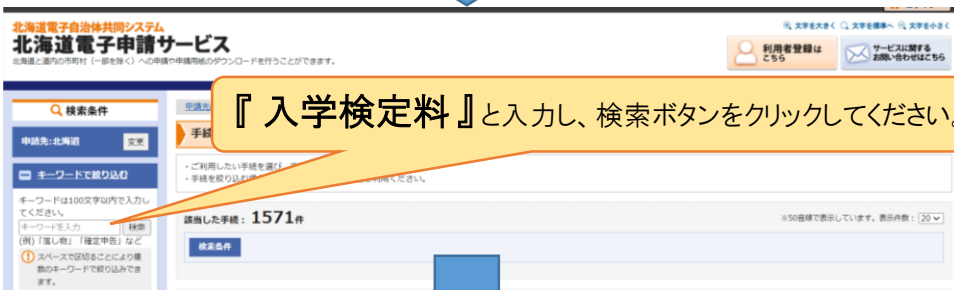 北海道電子自治体共同システム
北海道電子申請サービス
北海道と道内の市町村（一部を除く）への申請や申請用紙のダウンロードを行うことができます。
文字を大きく 文字を標準へ 文字を小さく
利用者登録は
こちら
サービスに関する
お問い合わせはこちら
『 入学検定料 』と入力し、検索ボタンをクリックしてください。
検索条件
申請先:北海道 変更
キーワードで絞り込む
キーワードは100文字以内で入力し
てください。
キーワードを入力 検索
(例)「落し物」「確定申告」など
スペースで区切ることにより複
数のキーワードで絞り込みでき
ます。
申請先
手続
・ご利用したい手続を選び、
・手続を絞り込む
ください。
該当した手続： 1571件
※50音順で表示しています。表示件数： 20
検索条件